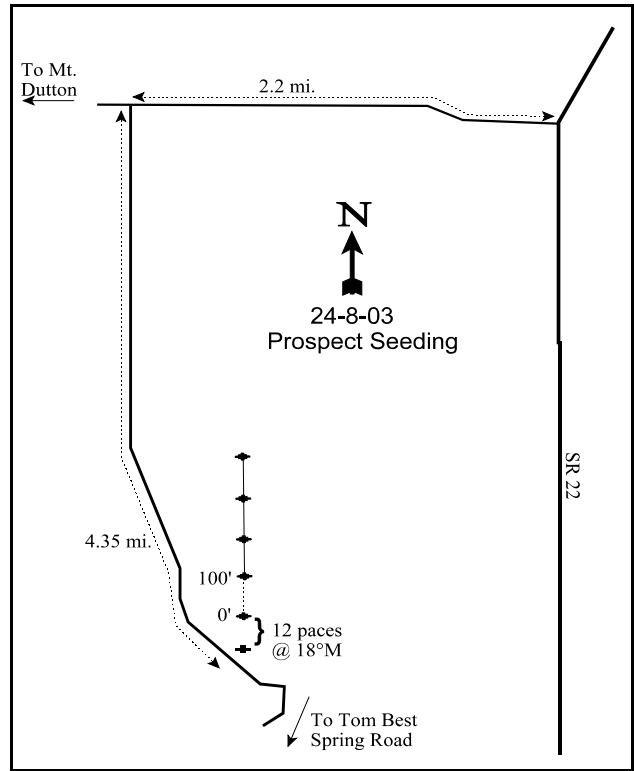 To Mt.
Dutton
2.2 mi.
N
24-8-03
Prospect Seeding
SR 22
4.35 mi.
100'
0'
12 paces
@ 18°M
To Tom Best
Spring Road